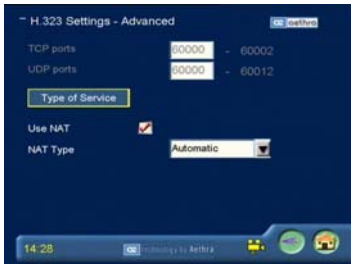 H.323 Settings - Advanced
aethra
TCP ports 60000 - 60002
UDP ports 60000 - 60012
Type of Service
Use NAT
NAT Type Automatic
14:28 technology by Aethra